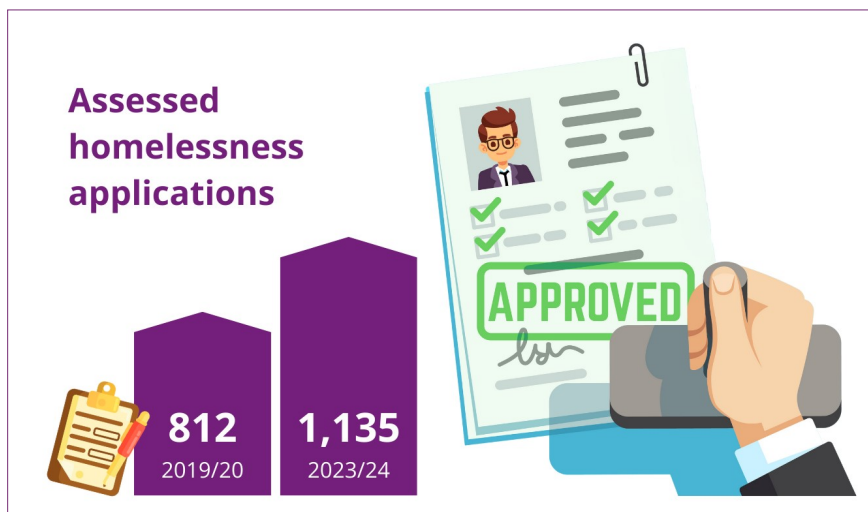 Assessed
homelessness
applications
812
2019/20
1,135
2023/24
APPROVED